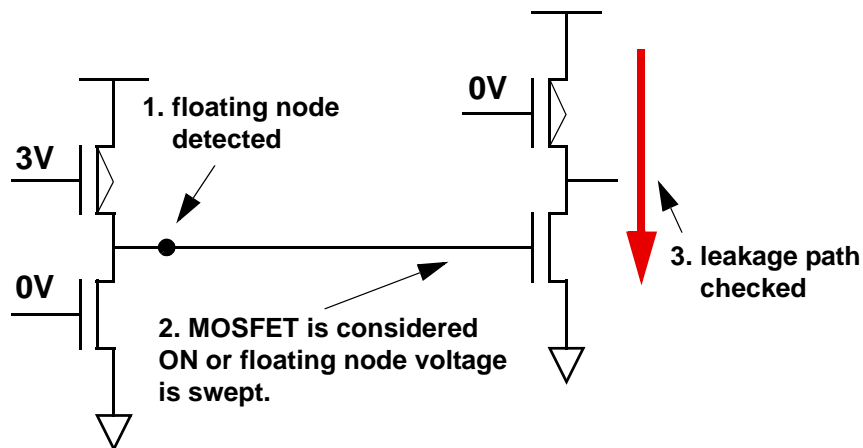 0V
1. floating node
detected
3V
0V
3. leakage path
checked
2. MOSFET is considered
ON or floating node voltage
is swept.